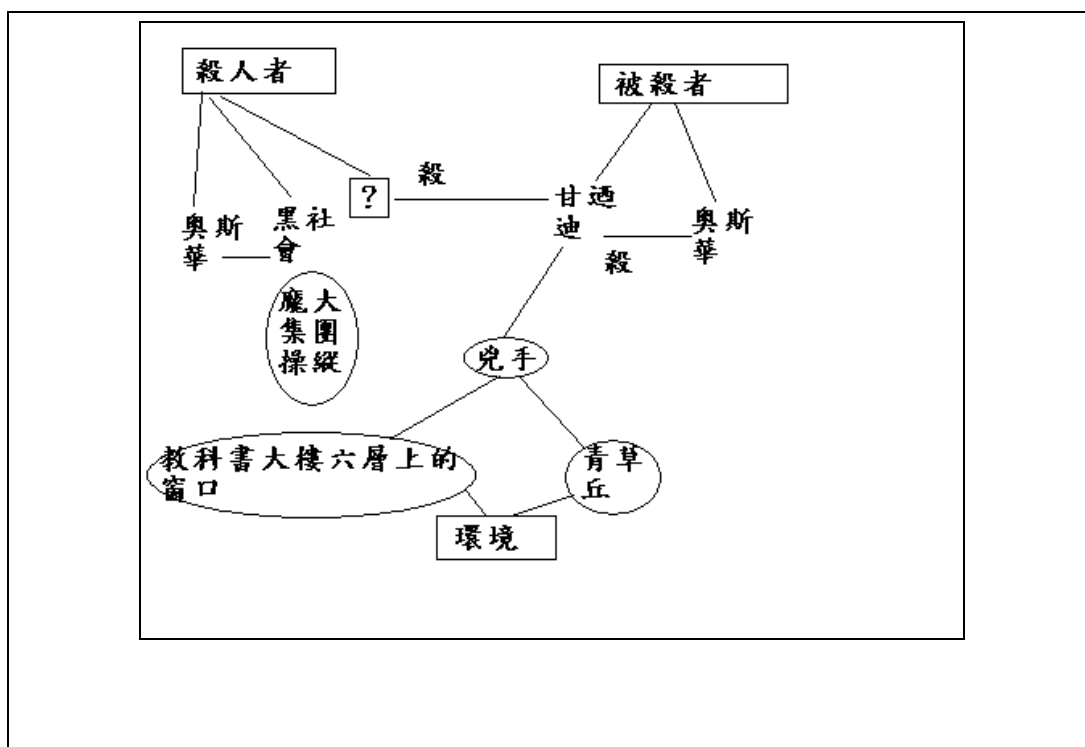 殺人者
被殺者
殺
?
甘迺
迪
奧斯
華
黑社
會
奧斯
華
殺
龐大
集團
操縱
兇手
教科書大樓六層上的
窗口
青草
丘
環境